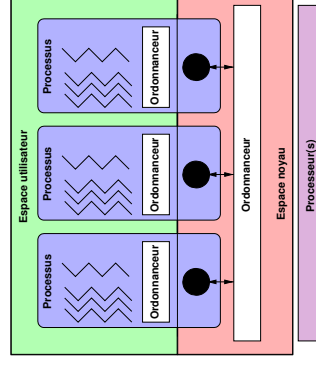 Espace utilisateur
Processus
Ordonnanceur
Processus
Ordonnanceur
Processus
Ordonnanceur
Ordonnanceur
Espace noyau
Processeur(s)